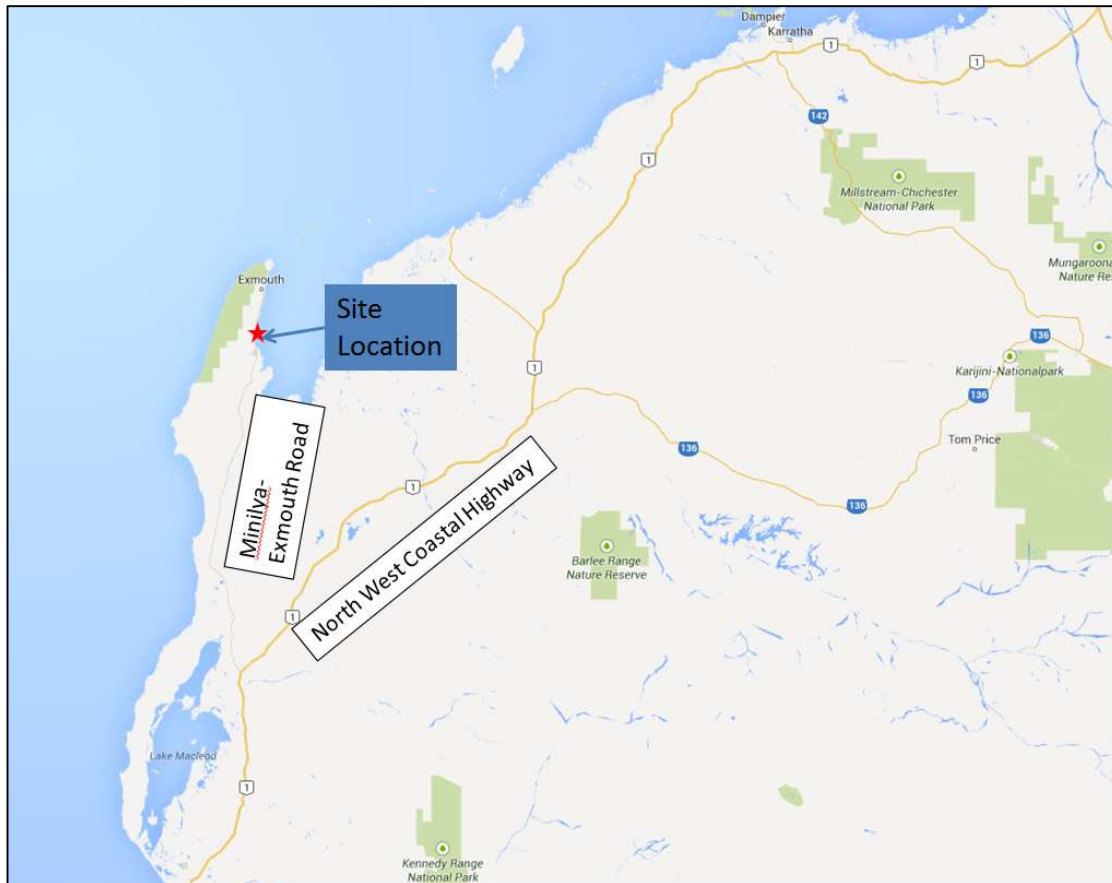 Dampier
Karratha
1
1
142
1
Millstream-Chichester
National Park
Mungaroona
Nature Res
Exmouth
Site
Location
136
1
Karijini-Nationalpark
136
136
Tom Price
Minilya-
Exmouth Road
1
136
North West Coastal Highway
Barlee Range
Nature Reserve
1
Lake Macleod
1
Kennedy Range
National Park